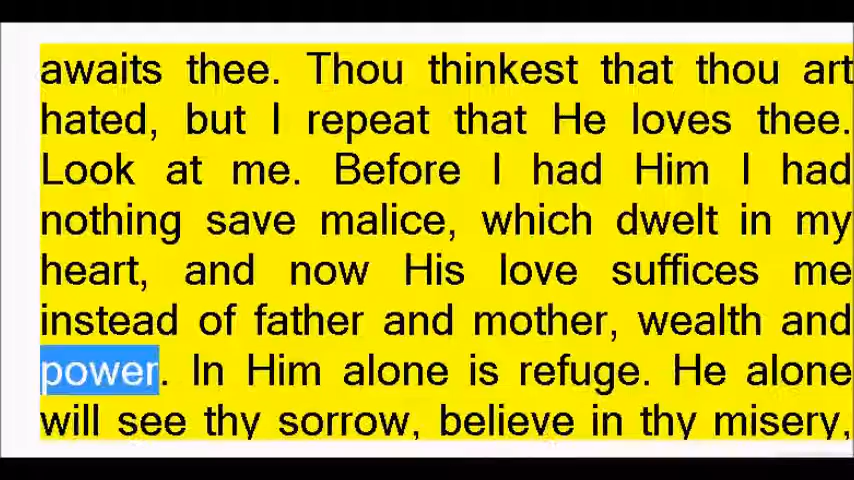 awaits thee. Thou thinkest that thou art
hated, but I repeat that He loves thee.
Look at me. Before I had Him I had
nothing save malice, which dwelt in my
heart, and now His love suffices me
instead of father and mother, wealth and
power. In Him alone is refuge. He alone
will see thy sorrow, believe in thy misery,